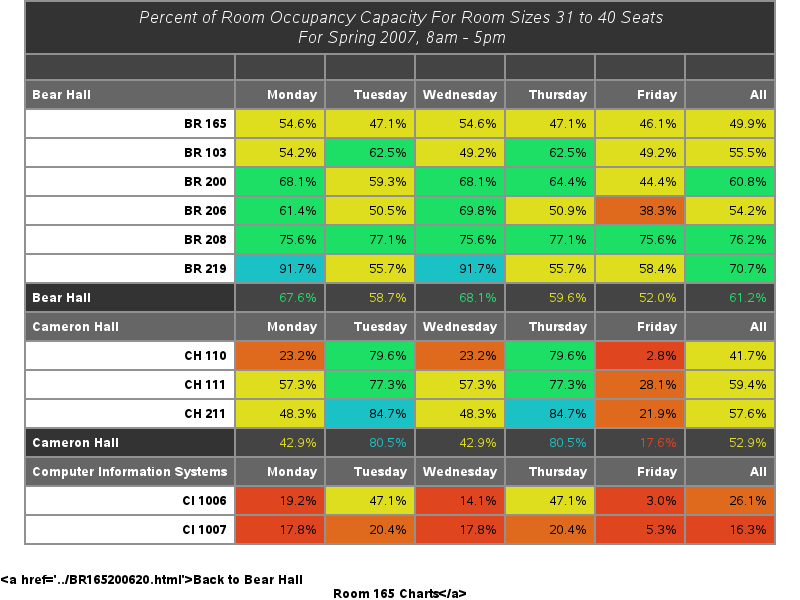 Percent of Room Occupancy Capacity For Room Sizes 31 to 40 Seats
For Spring 2007, 8am - 5pm
Bear Hall Monday Tuesday Wednesday Thursday Friday All
BR 165 54.6% 47.1% 54.6% 47.1% 46.1% 49.9%
BR 103 54.2% 62.5% 49.2% 62.5% 49.2% 55.5%
BR 200 68.1% 59.3% 68.1% 64.4% 44.4% 60.8%
BR 206 61.4% 50.5% 69.8% 50.9% 38.3% 54.2%
BR 208 75.6% 77.1% 75.6% 77.1% 75.6% 76.2%
BR 219 91.7% 55.7% 91.7% 55.7% 58.4% 70.7%
Bear Hall 67.6% 58.7% 68.1% 59.6% 52.0% 61.2%
Cameron Hall Monday Tuesday Wednesday Thursday Friday All
CH 110 23.2% 79.6% 23.2% 79.6% 2.8% 41.7%
CH 111 57.3% 77.3% 57.3% 77.3% 28.1% 59.4%
CH 211 48.3% 84.7% 48.3% 84.7% 21.9% 57.6%
Cameron Hall 42.9% 80.5% 42.9% 80.5% 17.6% 52.9%
Computer Information Systems Monday Tuesday Wednesday Thursday Friday All
CI 1006 19.2% 47.1% 14.1% 47.1% 3.0% 26.1%
CI 1007 17.8% 20.4% 17.8% 20.4% 5.3% 16.3%
<a href='../BR165200620.html'>Back to Bear Hall
Room 165 Charts</a>